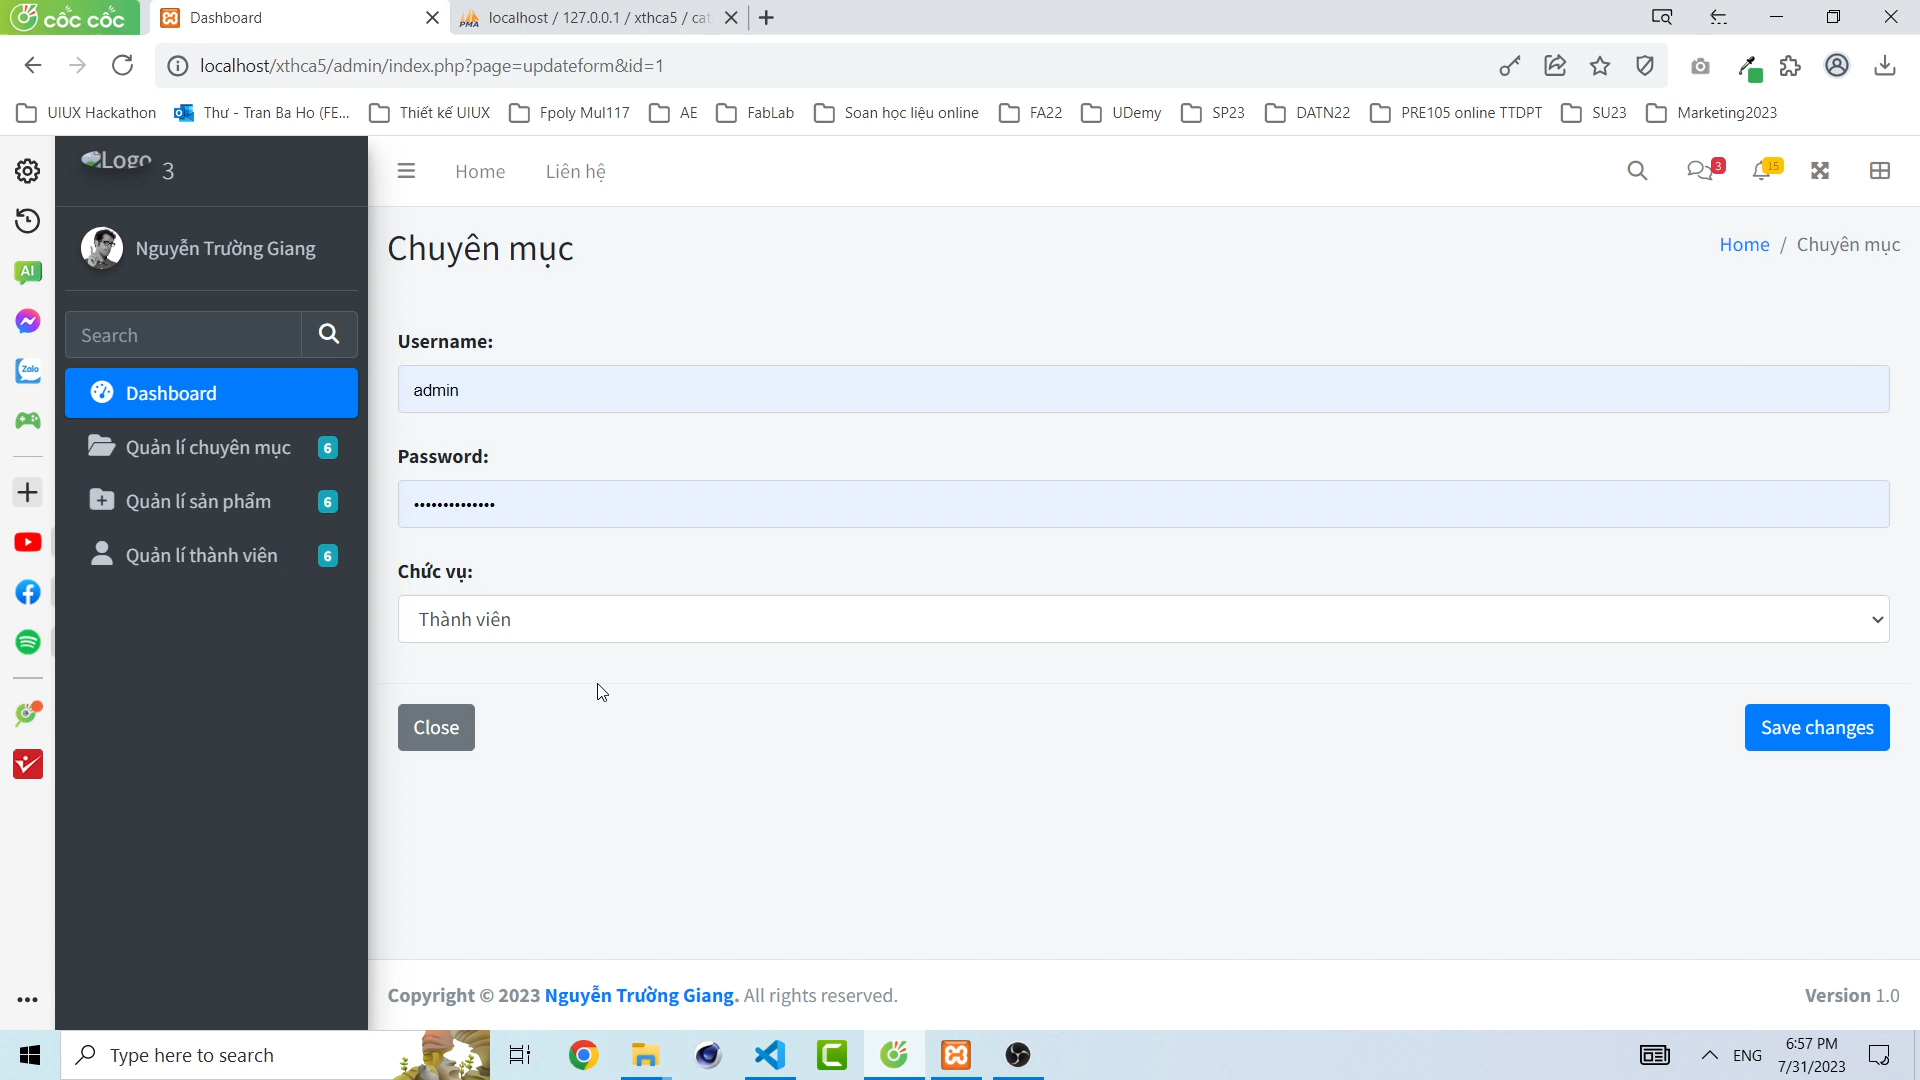 cốc cốc
Dashboard
localhost / 127.0.0.1 / xthca5 / cat
localhost/xthca5/admin/index.php?page=updateform&id=1
UIUX Hackathon
Thư - Tran Ba Ho (FE...
Thiết kế UIUX
Fpoly Mul117
AE
FabLab
Soan học liệu online
FA22
UDemy
SP23
DATN22
PRE105 online TTDPT
SU23
Marketing2023
Logo 3
Home
Liên hệ
3
15
Nguyễn Trường Giang
Chuyên mục
Home / Chuyên mục
Search
Dashboard
Quản lí chuyên mục 6
Quản lí sản phẩm 6
Quản lí thành viên 6
AI
Zalo
Username:
admin
Password:
••••••••••••••
Chức vụ:
Thành viên
Close
Save changes
Copyright © 2023 Nguyễn Trường Giang. All rights reserved.
Version 1.0
Type here to search
ENG
6:57 PM
7/31/2023